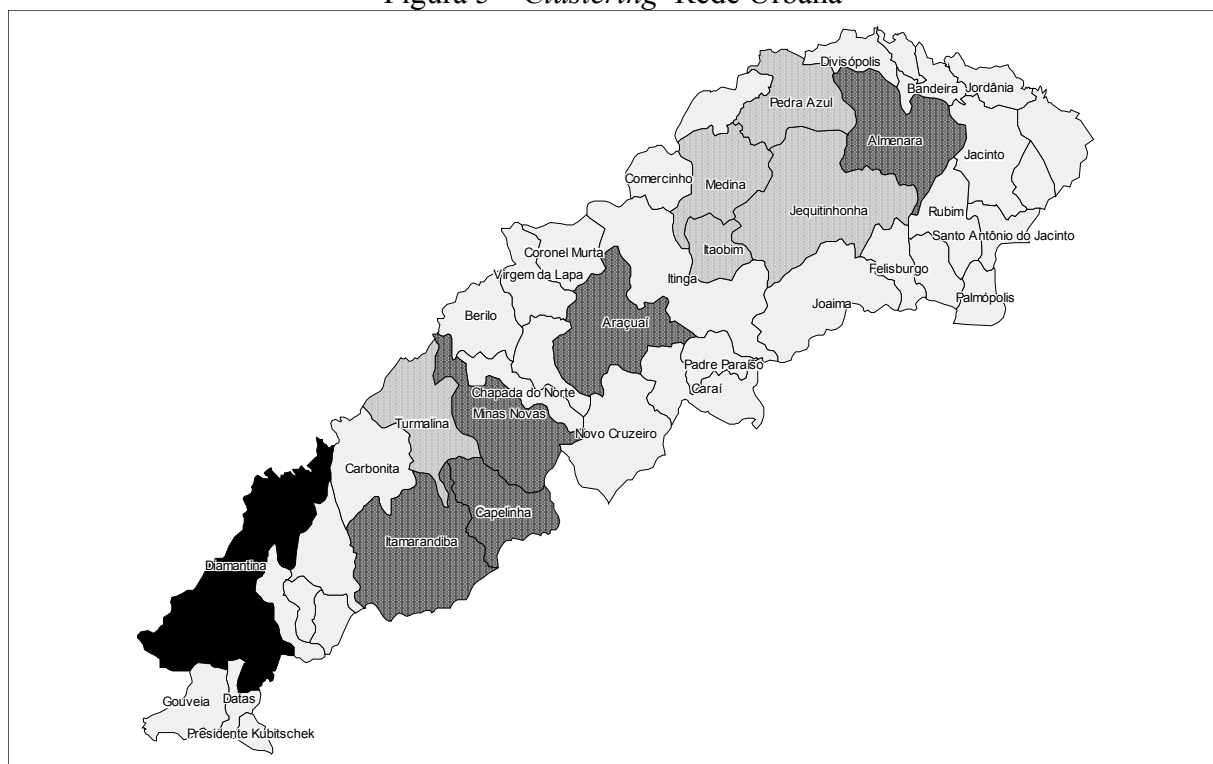 Figura 3 – Clustering- Rede Urbana
Divisópolis
Bandeira
Jordânia
Pedra Azul
Almenara
Jacinto
Comercinho
Medina
Jequitinhonha
Rubim
Santo Antônio do Jacinto
Coronel Murta
Itaobim
Virgem da Lapa
Itinga
Felisburgo
Palmópolis
Berilo
Araçuaí
Joaima
Padre Paraíso
Chapada do Norte
Caraí
Minas Novas
Turmalina
Novo Cruzeiro
Carbonita
Capelinha
Itamarandiba
Diamantina
Gouveia
Datas
Presidente Kubitschek